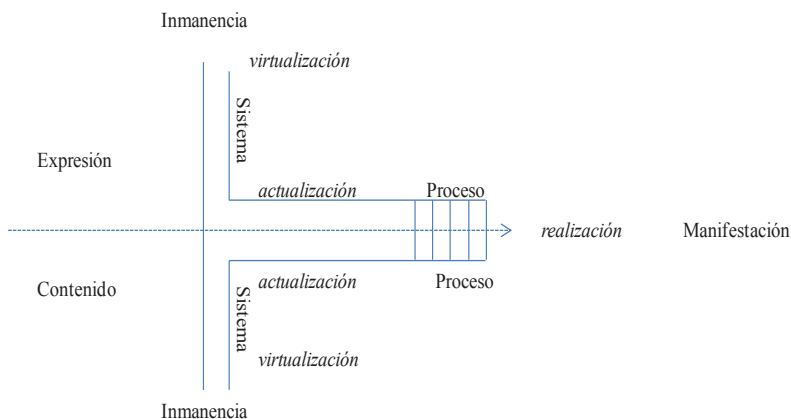 Inmanencia
virtualización
Sistema
Expresión
actualización
Proceso
realización
Manifestación
Contenido
actualización
Proceso
Sistema
virtualización
Inmanencia